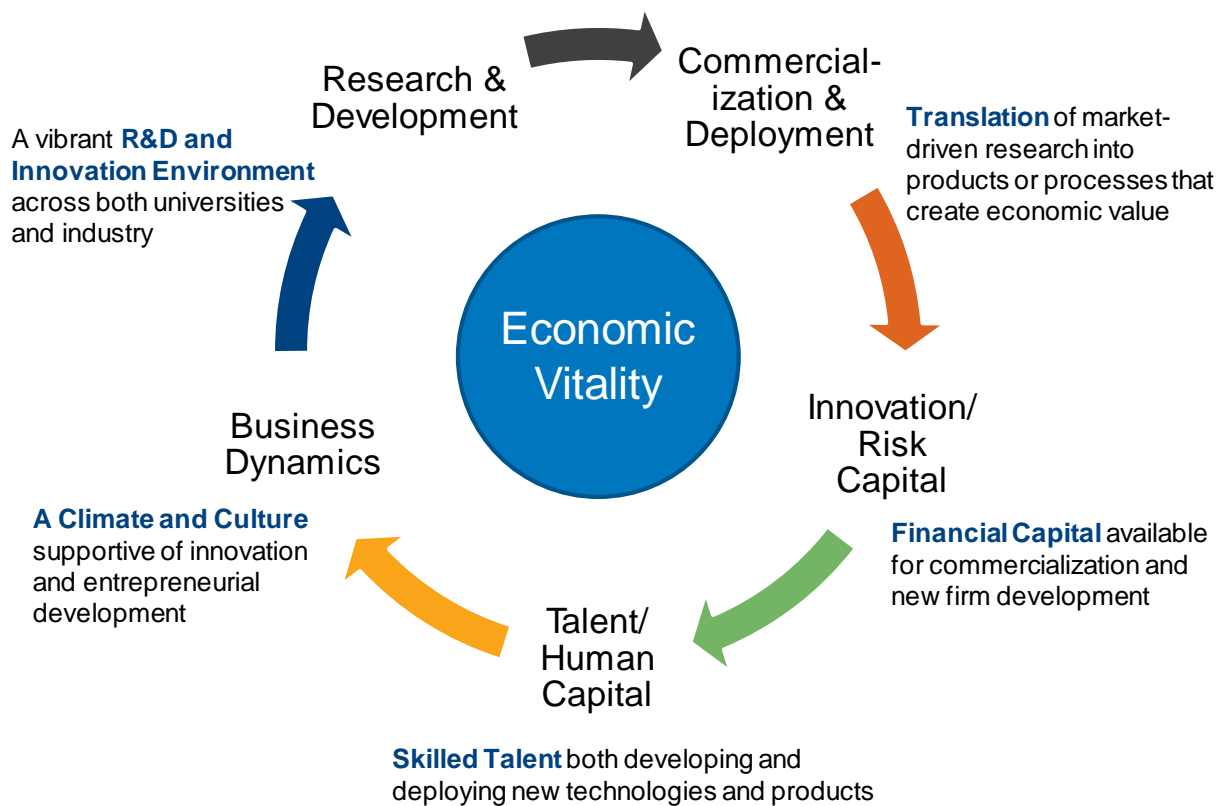 Research &
Development
Commercial-
ization &
Deployment
A vibrant R&D and
Innovation Environment
across both universities
and industry
Translation of market-
driven research into
products or processes that
create economic value
Economic
Vitality
Innovation/
Risk
Capital
Business
Dynamics
A Climate and Culture
supportive of innovation
and entrepreneurial
development
Financial Capital available
for commercialization and
new firm development
Talent/
Human
Capital
Skilled Talent both developing and
deploying new technologies and products